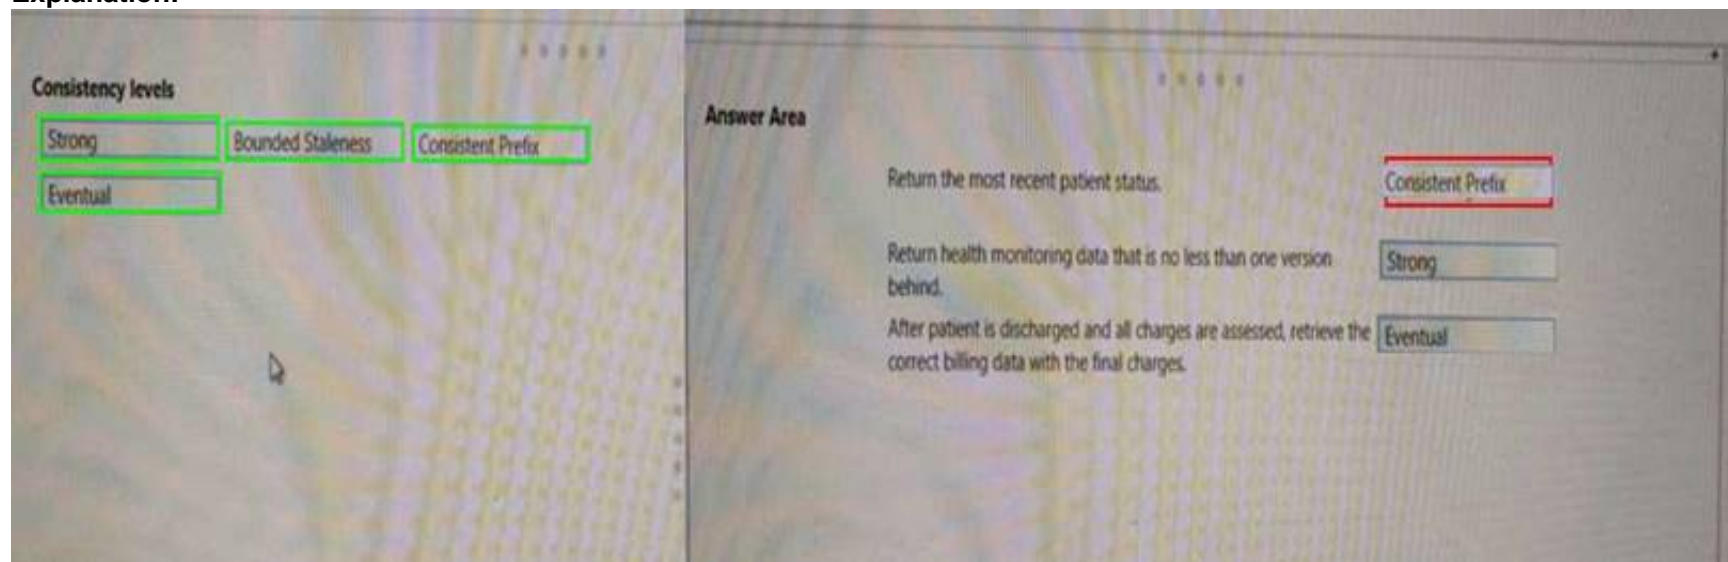 Explanation:
Consistency levels
Strong
Bounded Staleness
Consistent Prefix
Eventual
Answer Area
Return the most recent patient status.
Consistent Prefix
Return health monitoring data that is no less than one version
behind.
Strong
After patient is discharged and all charges are assessed, retrieve the
correct billing data with the final charges.
Eventual